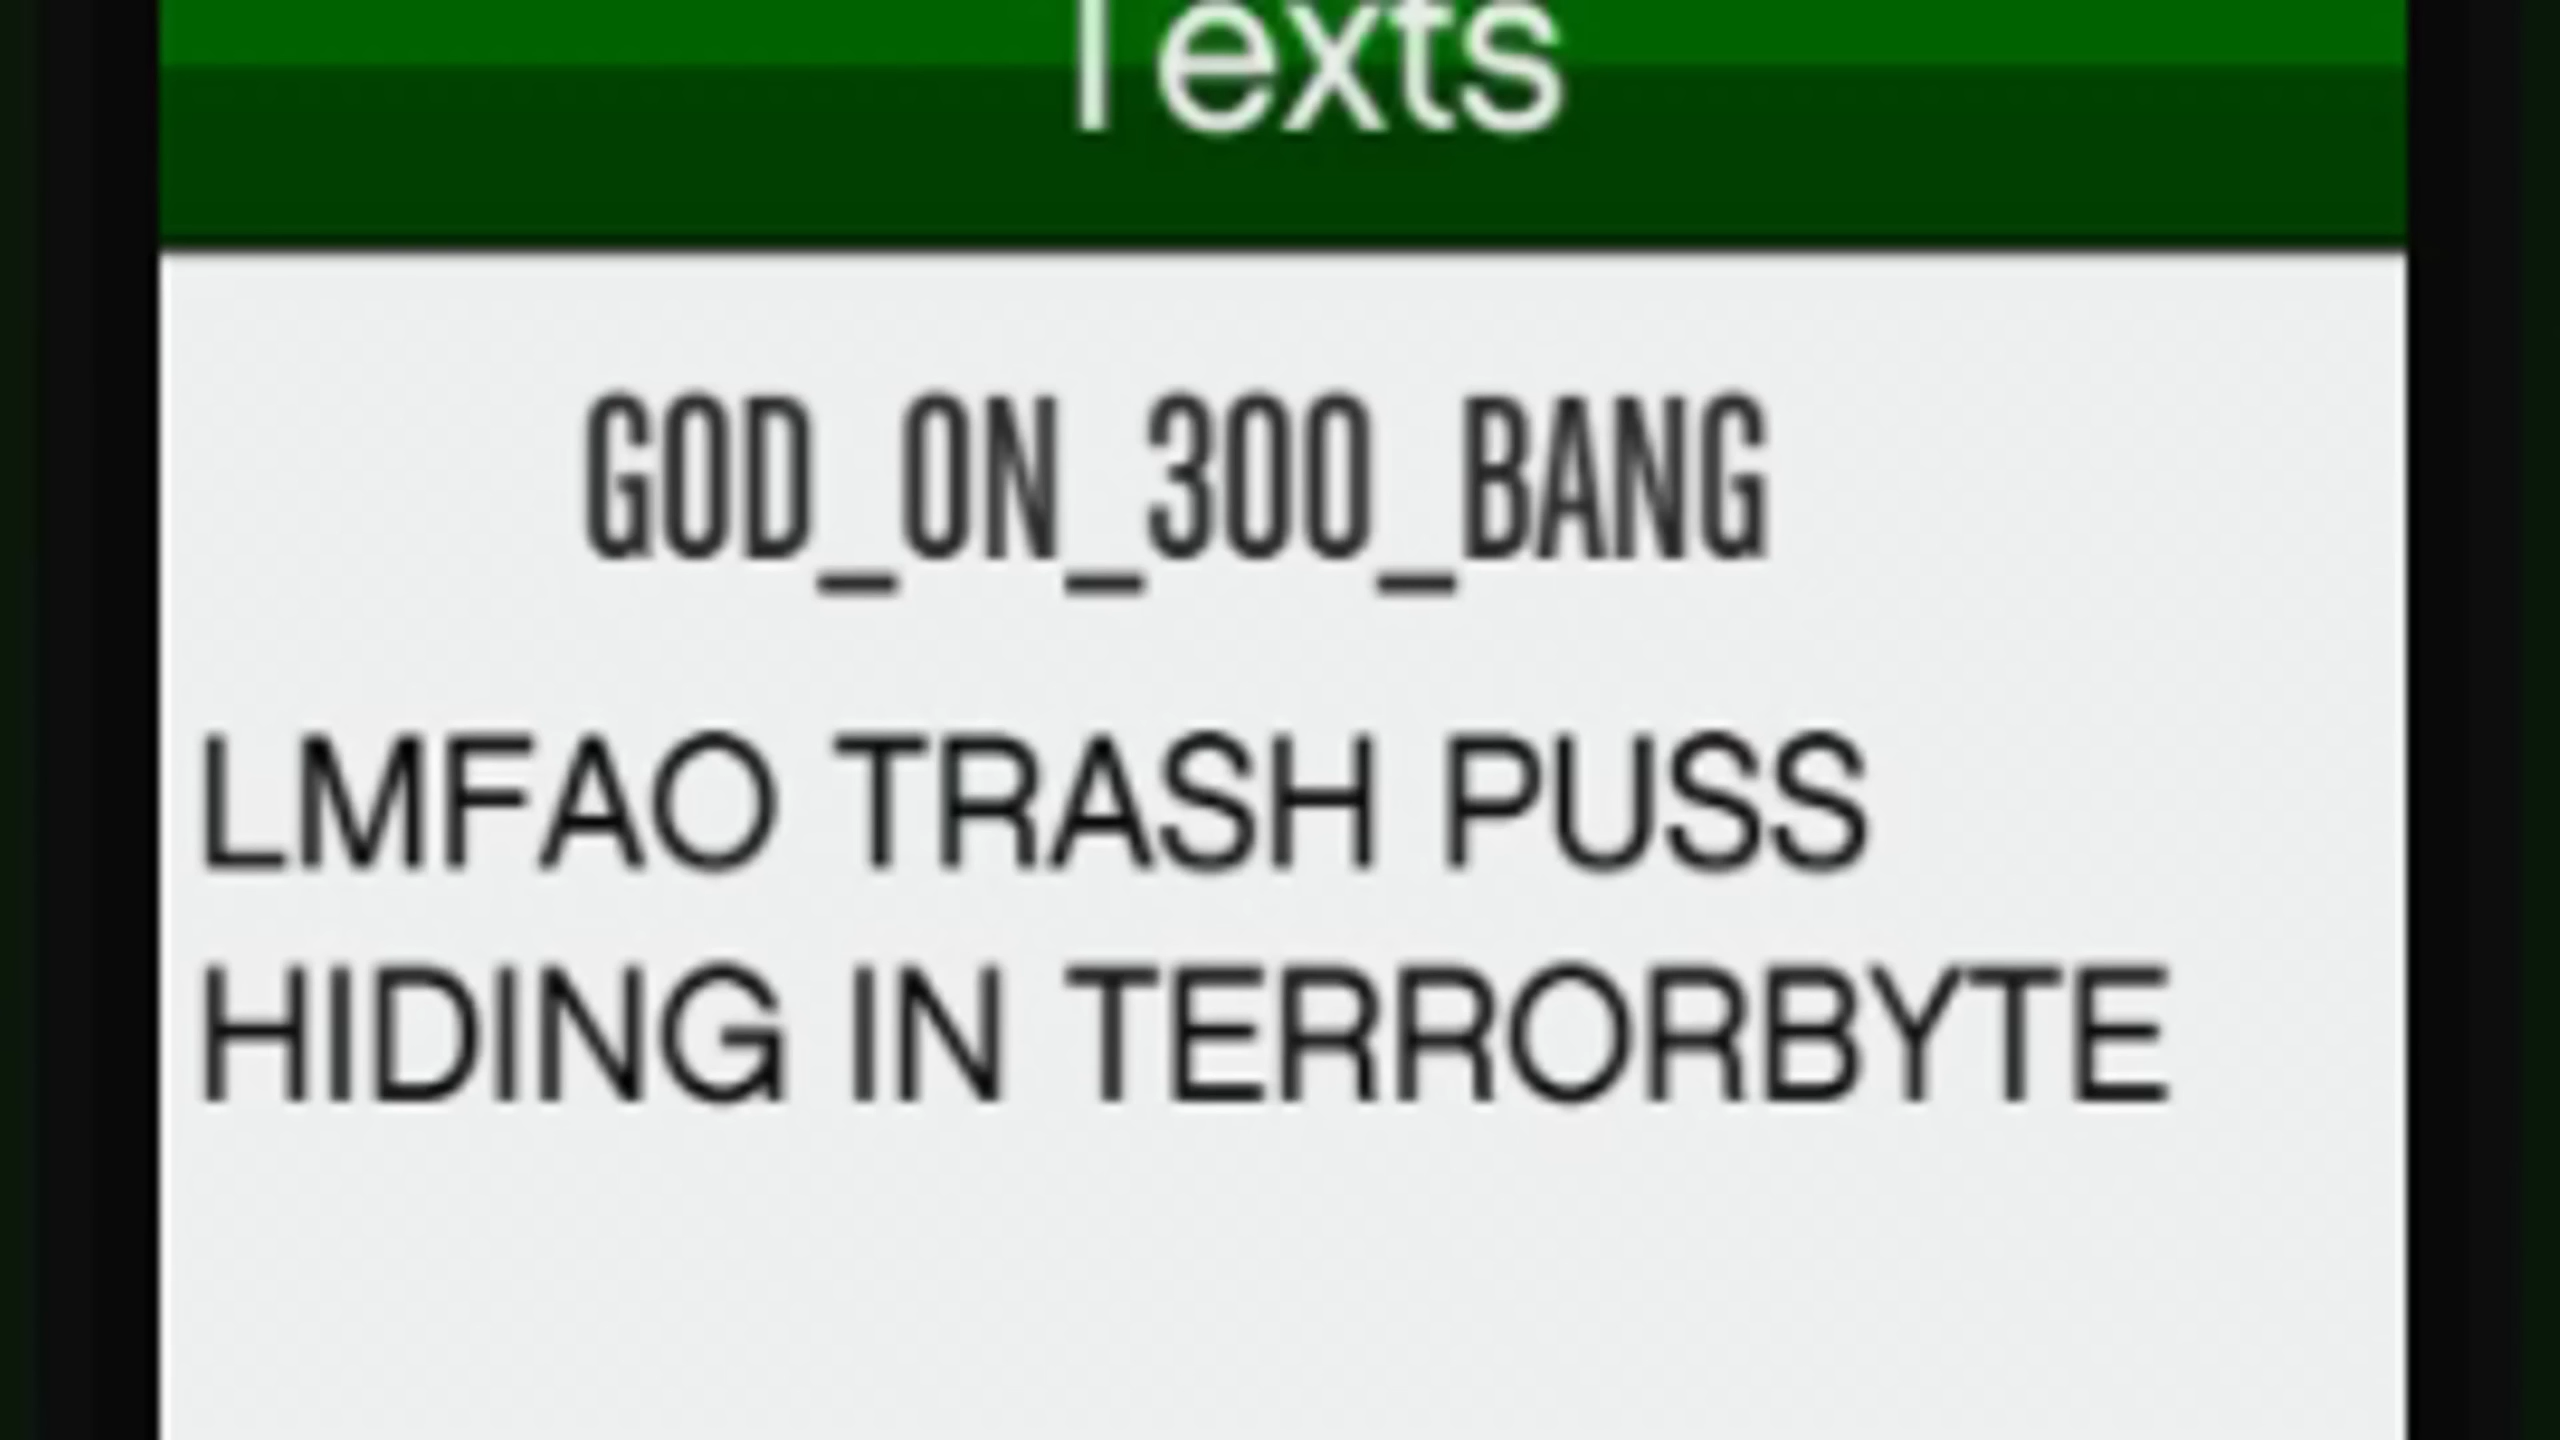 Texts
GOD_ON_300_BANG
LMFAO TRASH PUSS
HIDING IN TERRORBYTE